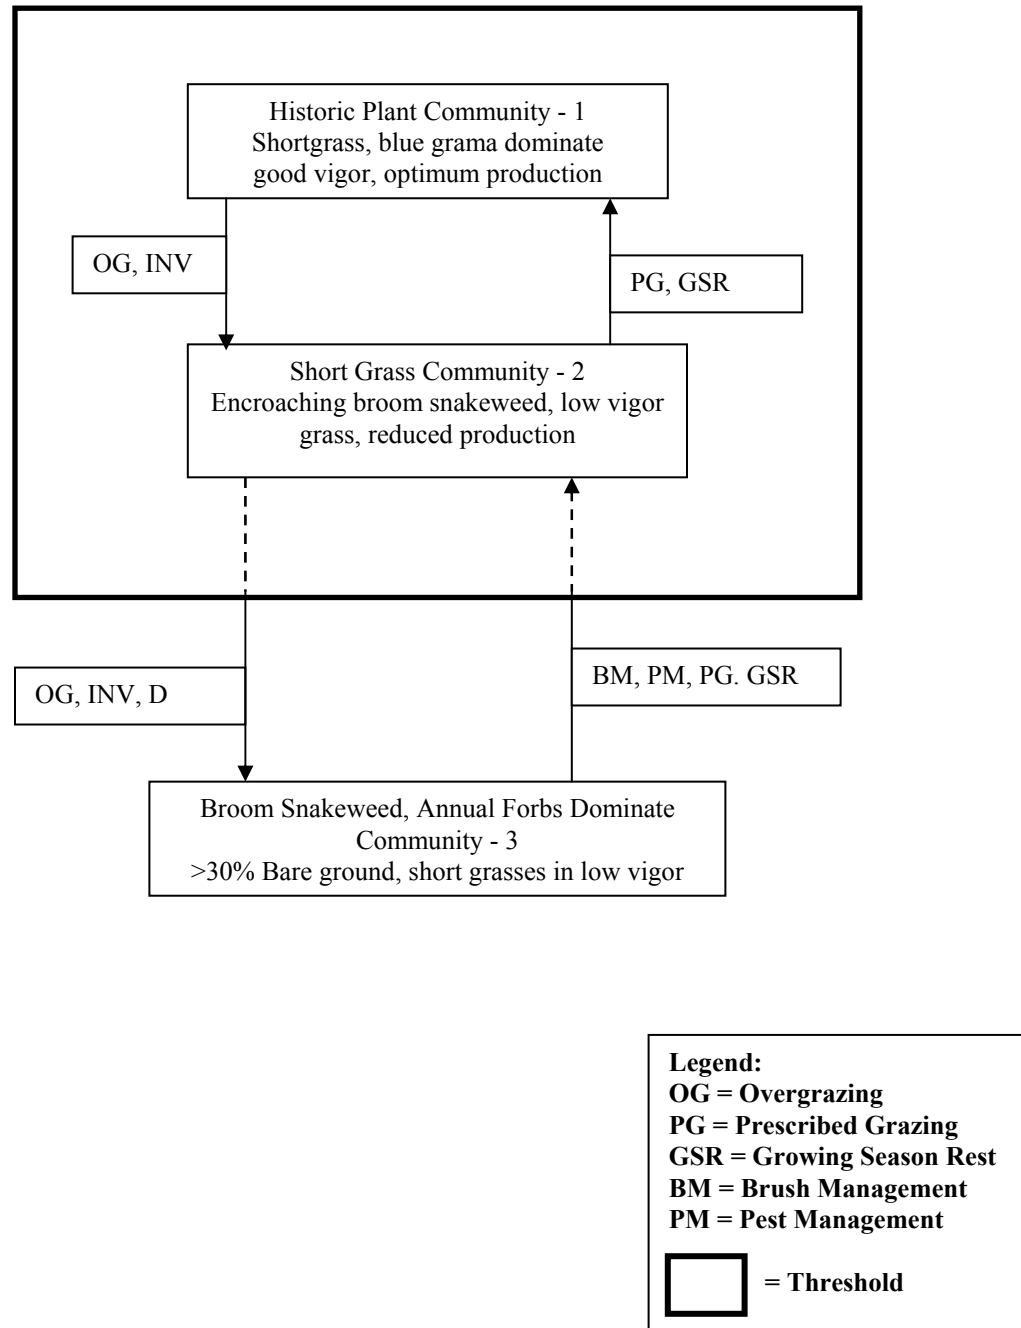 Historic Plant Community - 1
Shortgrass, blue grama dominate
good vigor, optimum production
OG, INV
PG, GSR
Short Grass Community - 2
Encroaching broom snakeweed, low vigor
grass, reduced production
OG, INV, D
BM, PM, PG. GSR
Broom Snakeweed, Annual Forbs Dominate
Community - 3
>30% Bare ground, short grasses in low vigor
Legend:
OG = Overgrazing
PG = Prescribed Grazing
GSR = Growing Season Rest
BM = Brush Management
PM = Pest Management
= Threshold